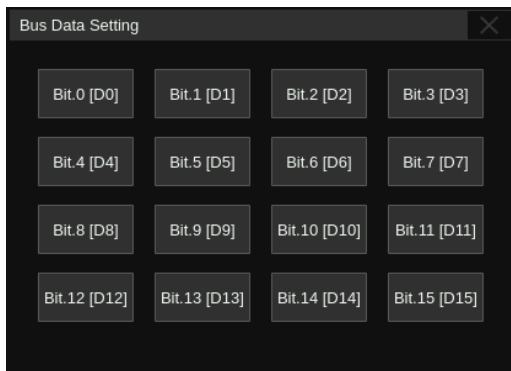 Bus Data Setting
Bit.0 [D0] Bit.1 [D1] Bit.2 [D2] Bit.3 [D3]
Bit.4 [D4] Bit.5 [D5] Bit.6 [D6] Bit.7 [D7]
Bit.8 [D8] Bit.9 [D9] Bit.10 [D10] Bit.11 [D11]
Bit.12 [D12] Bit.13 [D13] Bit.14 [D14] Bit.15 [D15]